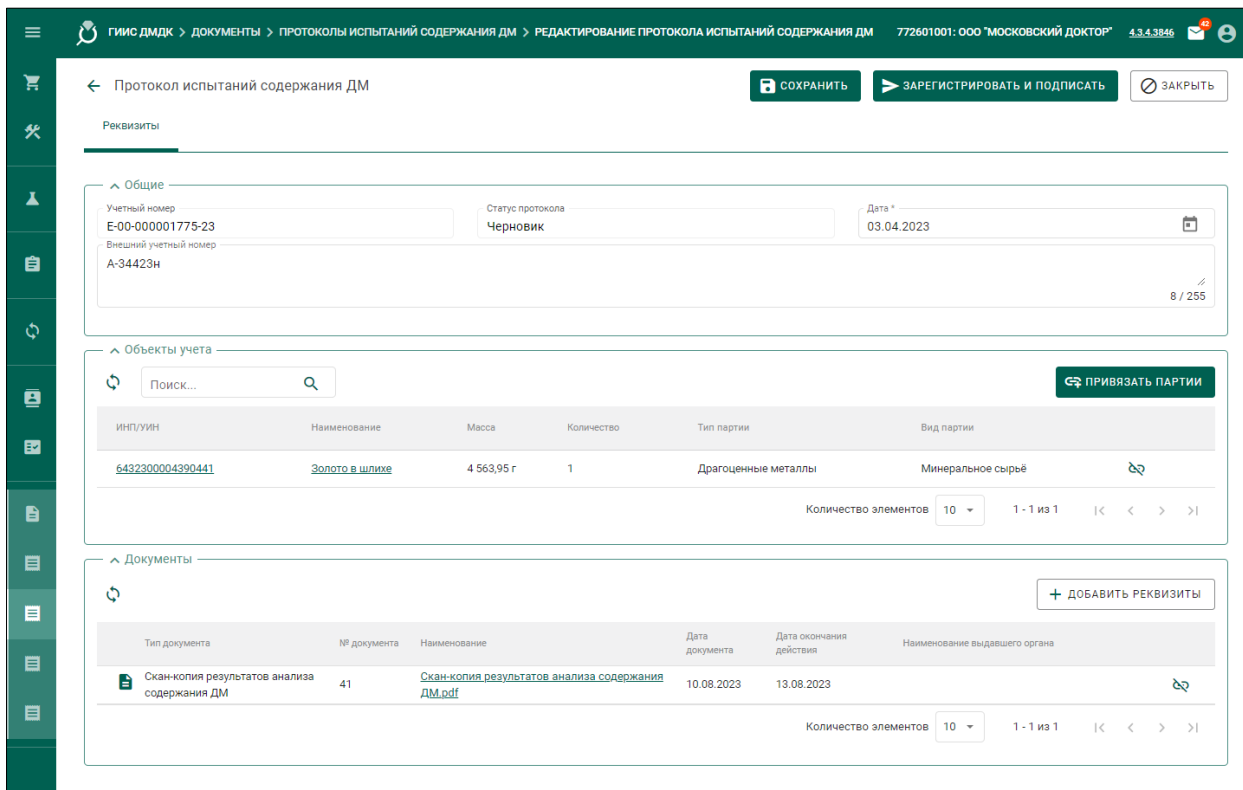 ГИИС ДМДК > ДОКУМЕНТЫ > ПРОТОКОЛЫ ИСПЫТАНИЙ СОДЕРЖАНИЯ ДМ > РЕДАКТИРОВАНИЕ ПРОТОКОЛА ИСПЫТАНИЙ СОДЕРЖАНИЯ ДМ 772601001: ООО "МОСКОВСКИЙ ДОКТОР" 4.3.4.3846 42
Протокол испытаний содержания ДМ СОХРАНИТЬ ЗАРЕГИСТРИРОВАТЬ И ПОДПИСАТЬ ЗАКРЫТЬ
Реквизиты
Общие
Учетный номер Статус протокола Дата *
Е-00-000001775-23 Черновик 03.04.2023
Внешний учетный номер
А-34423н
8 / 255
Объекты учета
Поиск... ПРИВЯЗАТЬ ПАРТИИ
ИНП/УИН Наименование Масса Количество Тип партии Вид партии
6432300004390441 Золото в шлихе 4 563,95 г 1 Драгоценные металлы Минеральное сырьё
Количество элементов 10 1 - 1 из 1
Документы
ДОБАВИТЬ РЕКВИЗИТЫ
Тип документа № документа Наименование Дата документа Дата окончания действия Наименование выдавшего органа
Скан-копия результатов анализа содержания ДМ 41 Скан-копия результатов анализа содержания ДМ.pdf 10.08.2023 13.08.2023
Количество элементов 10 1 - 1 из 1